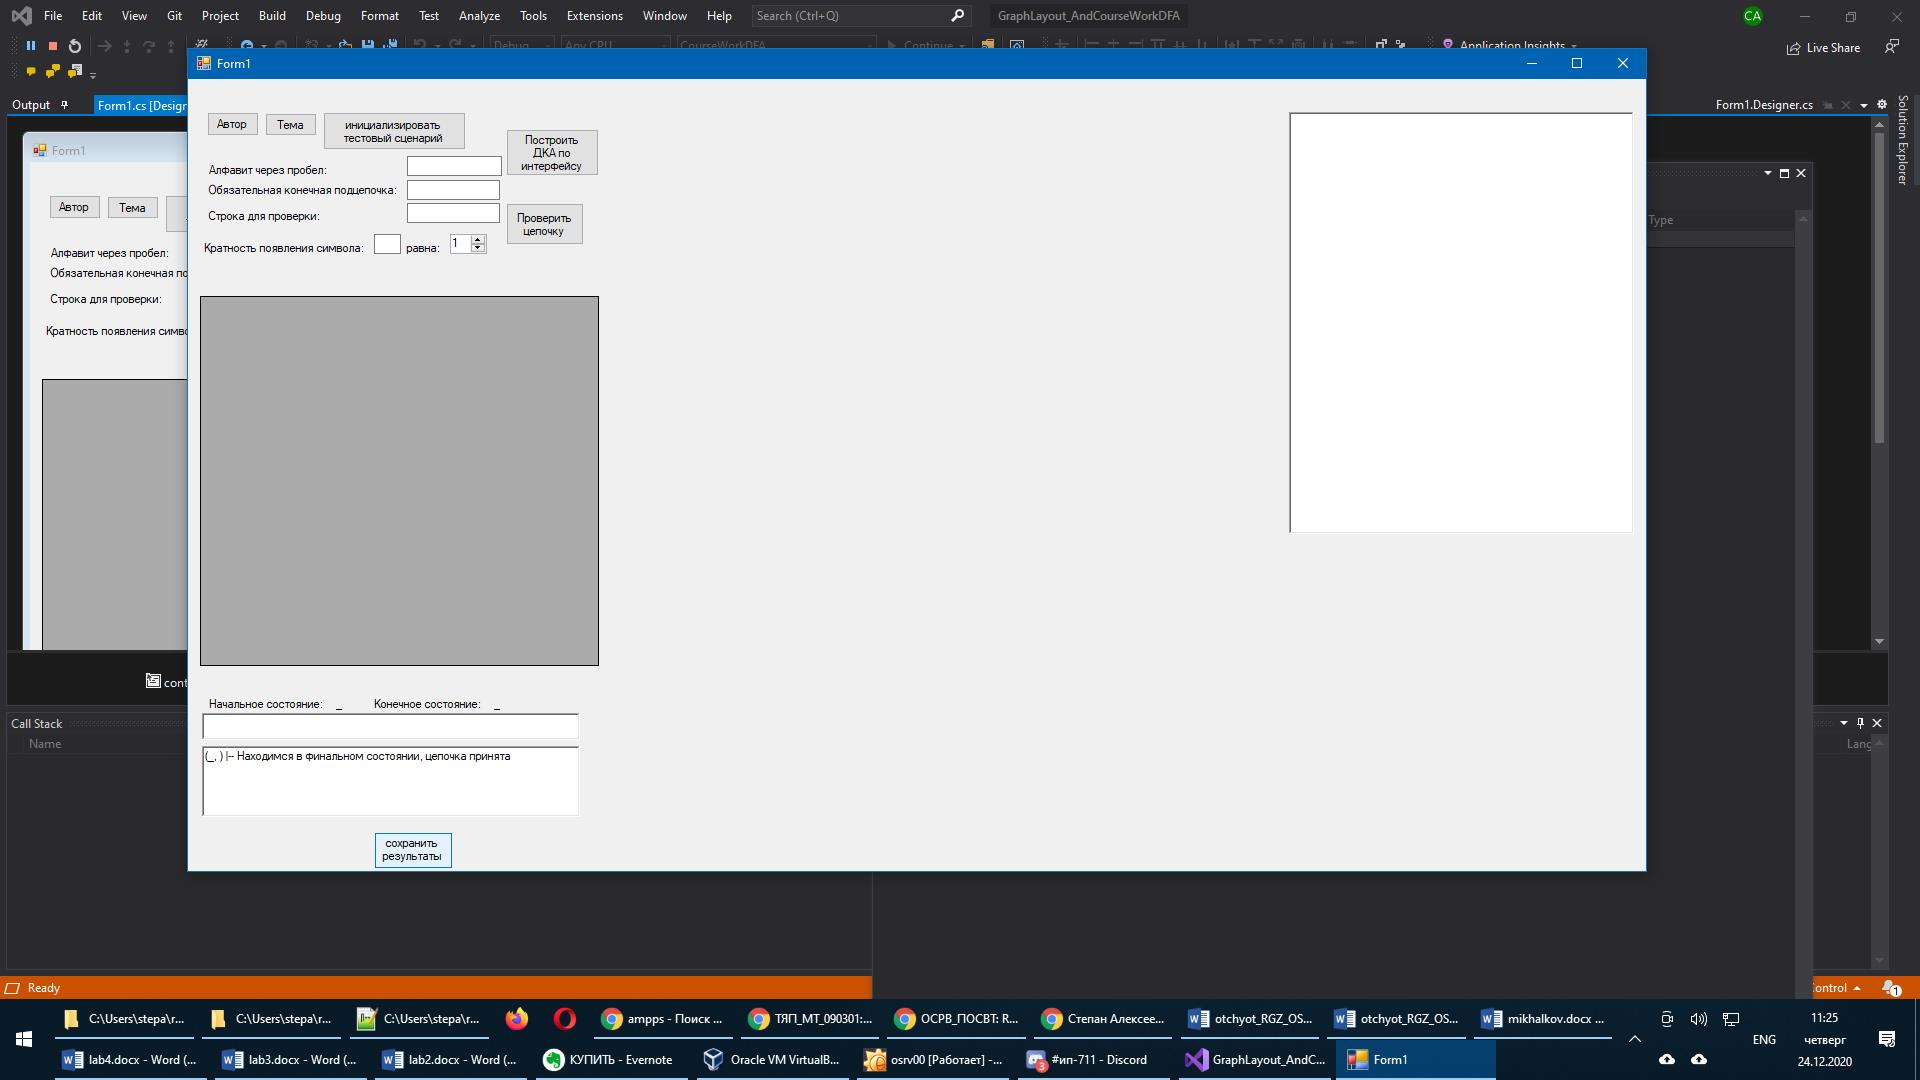 File Edit View Git Project Build Debug Format Test Analyze Tools Extensions Window Help Search (Ctrl+Q) GraphLayout_AndCourseWorkDFA CA
Debug Any CPU CourseWorkDFA Continue Application Insights Live Share
Output Form1.cs [Design Form1.Designer.cs Solution Explorer
Form1
Form1
Автор Тема инициализировать
тестовый сценарий
Построить
ДКА по
интерфейсу
Алфавит через пробел:
Обязательная конечная подцепочка:
Строка для проверки:
Проверить
цепочку
Кратность появления символа: равна: 1
Автор Тема
Алфавит через пробел:
Обязательная конечная по
Строка для проверки:
Кратность появления симво
Type
cont
Начальное состояние: _ Конечное состояние: _
(_, ) |-- Находимся в финальном состоянии, цепочка принята
сохранить
результаты
Call Stack
Name
Lang
Ready
ontrol 1
C:\Users\stepa\r... C:\Users\stepa\r... C:\Users\stepa\r... ampps - Поиск ... ТЯП_МТ_090301:... ОСРВ_ПОСВТ: R... Степан Алексее... otchyot_RGZ_OS... otchyot_RGZ_OS... mikhalkov.docx ...
lab4.docx - Word (... lab3.docx - Word (... lab2.docx - Word (... КУПИТЬ - Evernote Oracle VM VirtualB... osrv00 [Работает] -... 3 #ип-711 - Discord GraphLayout_AndC... Form1
ENG
11:25
четверг
24.12.2020